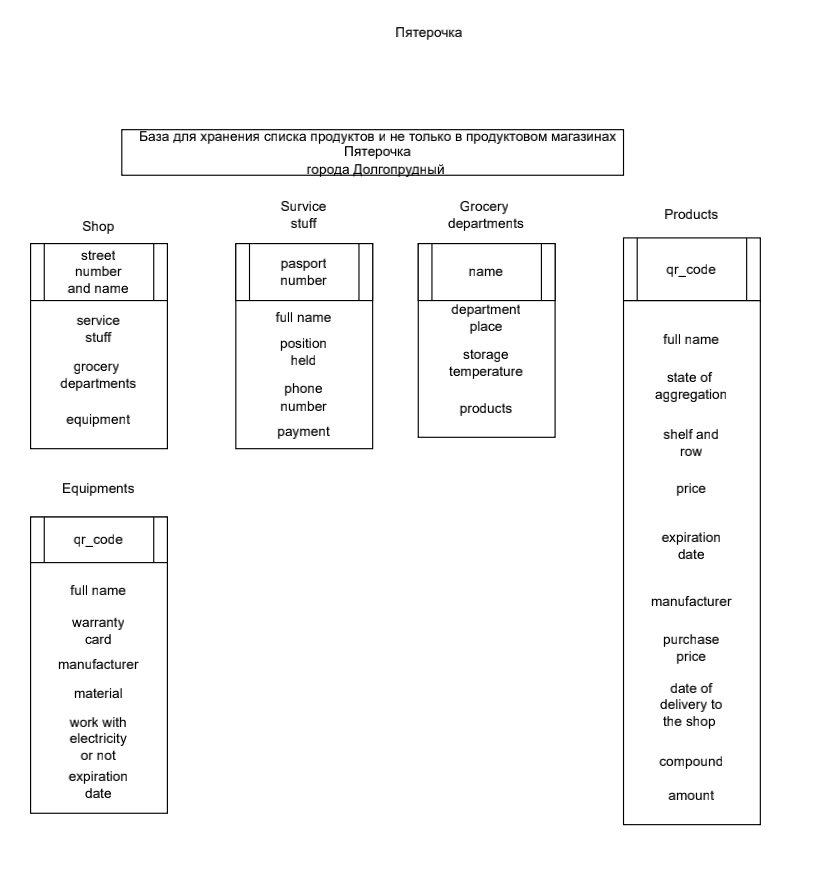 Пятерочка
База для хранения списка продуктов и не только в продуктовом магазинах
Пятерочка
города Долгопрудный
Shop
street
number
and name
service
stuff
grocery
departments
equipment
Survice
stuff
pasport
number
full name
position
held
phone
number
payment
Grocery
departments
name
department
place
storage
temperature
products
Products
qr_code
full name
state of
aggregation
shelf and
row
price
expiration
date
manufacturer
purchase
price
date of
delivery to
the shop
compound
amount
Equipments
qr_code
full name
warranty
card
manufacturer
material
work with
electricity
or not
expiration
date